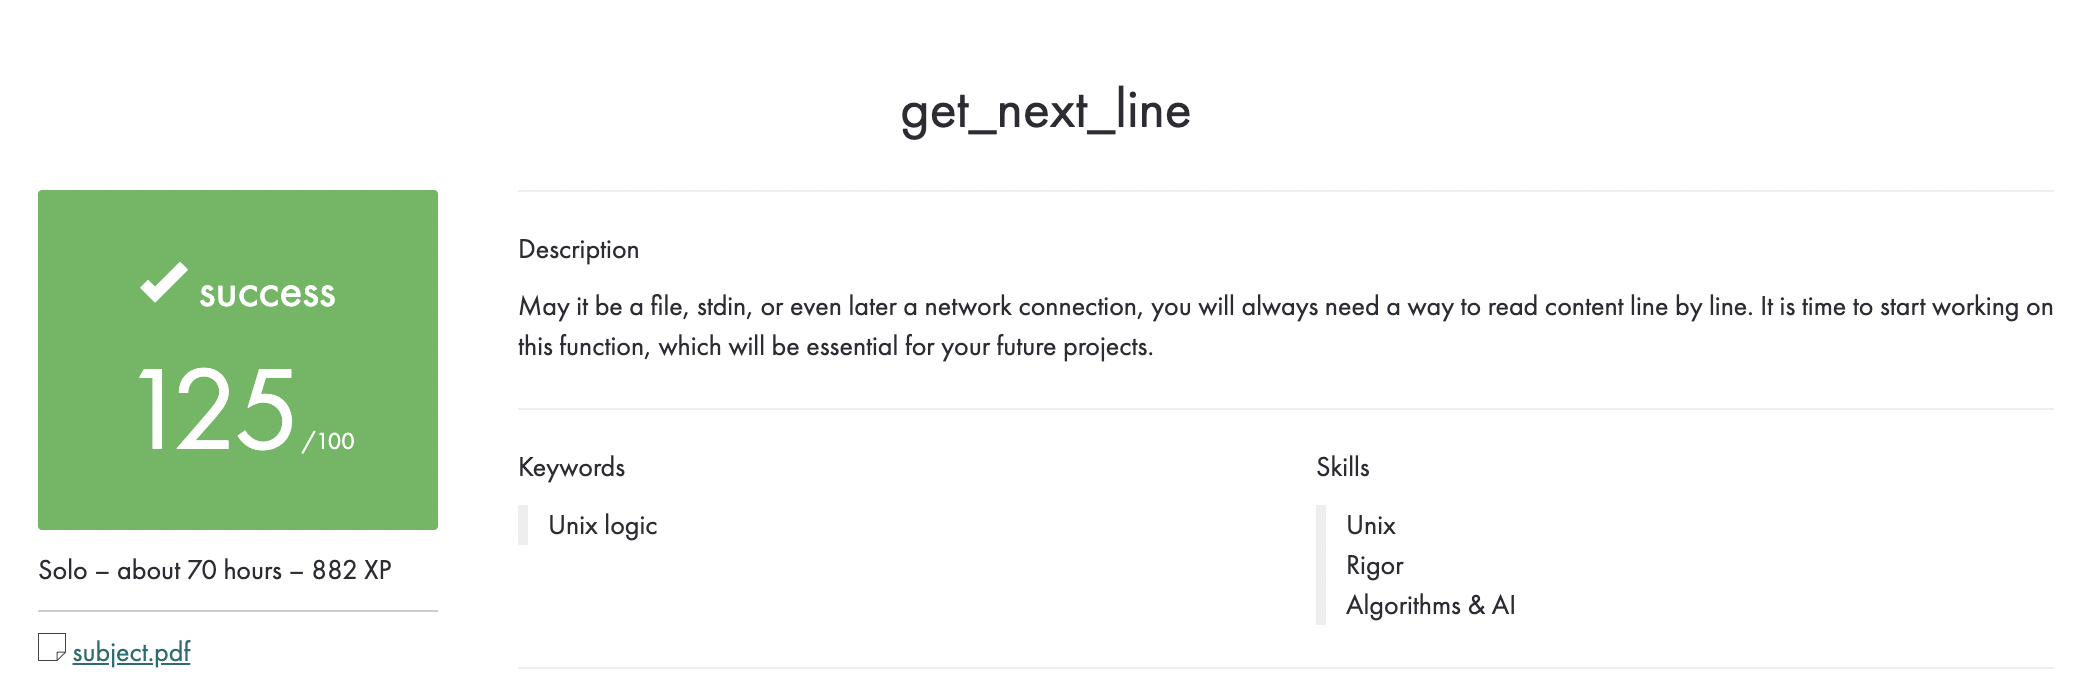 get_next_line
✔ success
125 /100
Solo – about 70 hours – 882 XP
subject.pdf
Description
May it be a file, stdin, or even later a network connection, you will always need a way to read content line by line. It is time to start working on
this function, which will be essential for your future projects.
Keywords
Unix logic
Skills
Unix
Rigor
Algorithms & AI